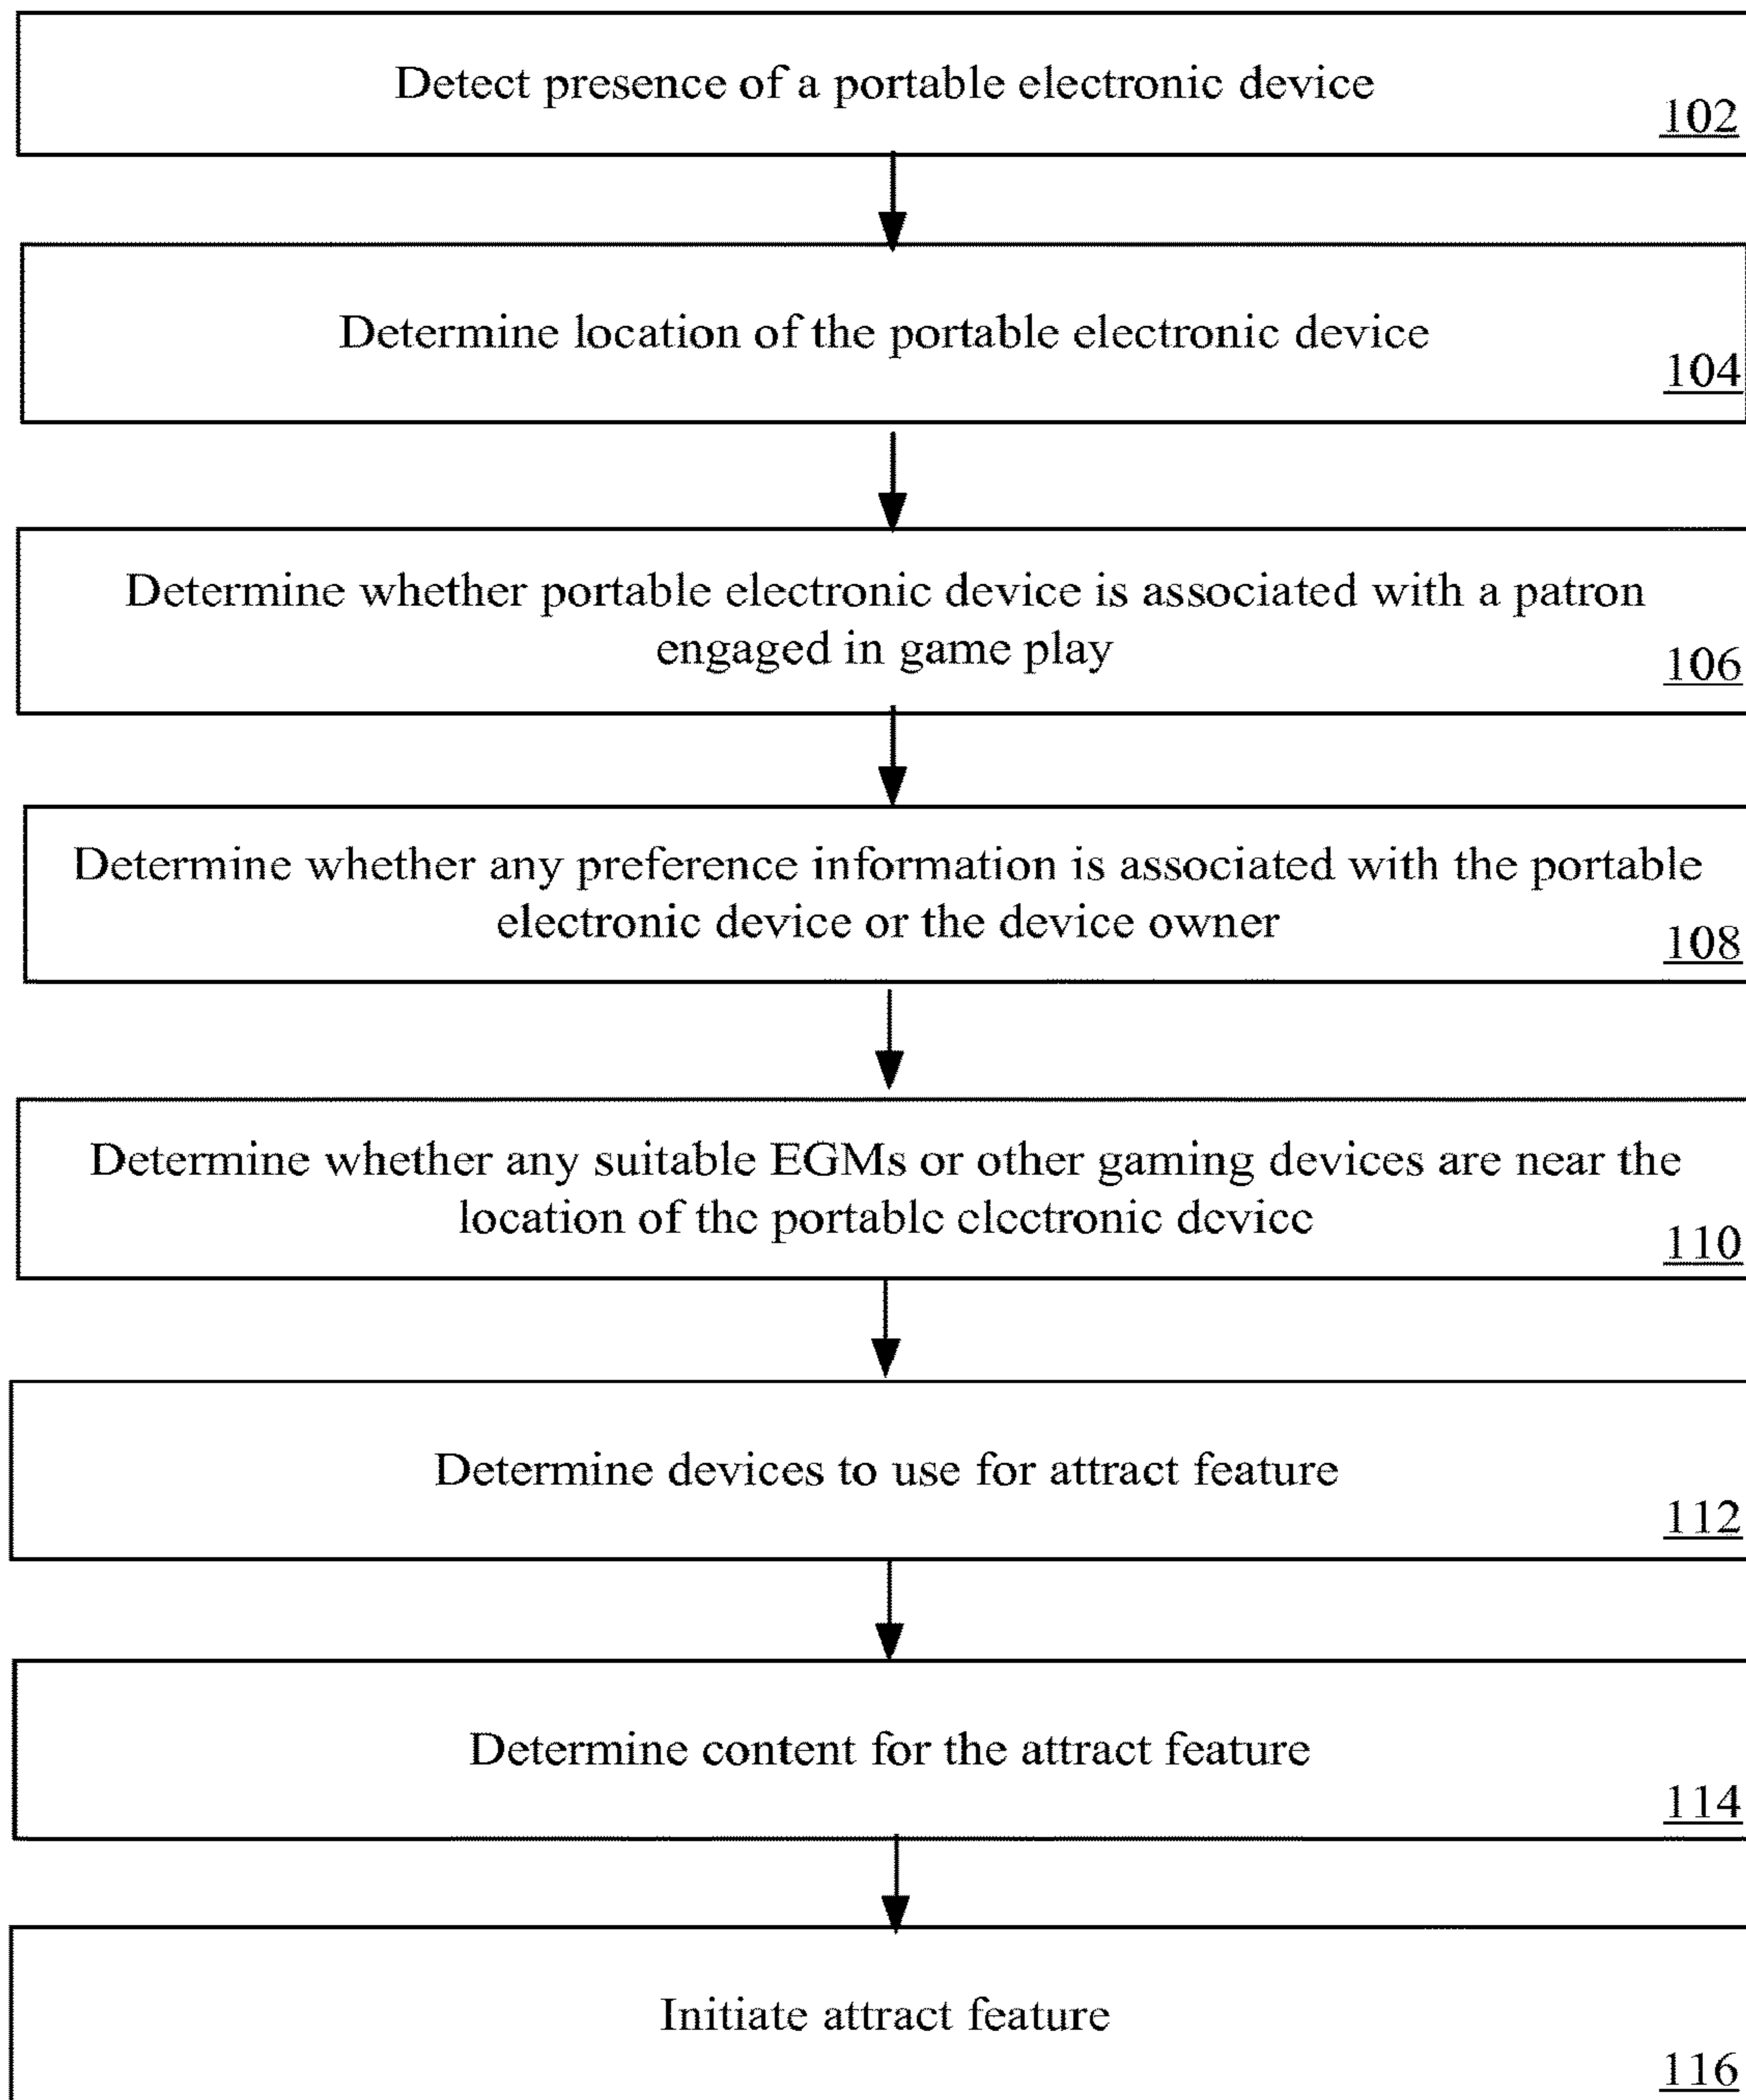 Detect presence of a portable electronic device
102
Determine location of the portable electronic device
104
Determine whether portable electronic device is associated with a patron
engaged in game play
106
Determine whether any preference information is associated with the portable
electronic device or the device owner
108
Determine whether any suitable EGMs or other gaming devices are near the
location of the portable electronic device
110
Determine devices to use for attract feature
112
Determine content for the attract feature
114
Initiate attract feature
116